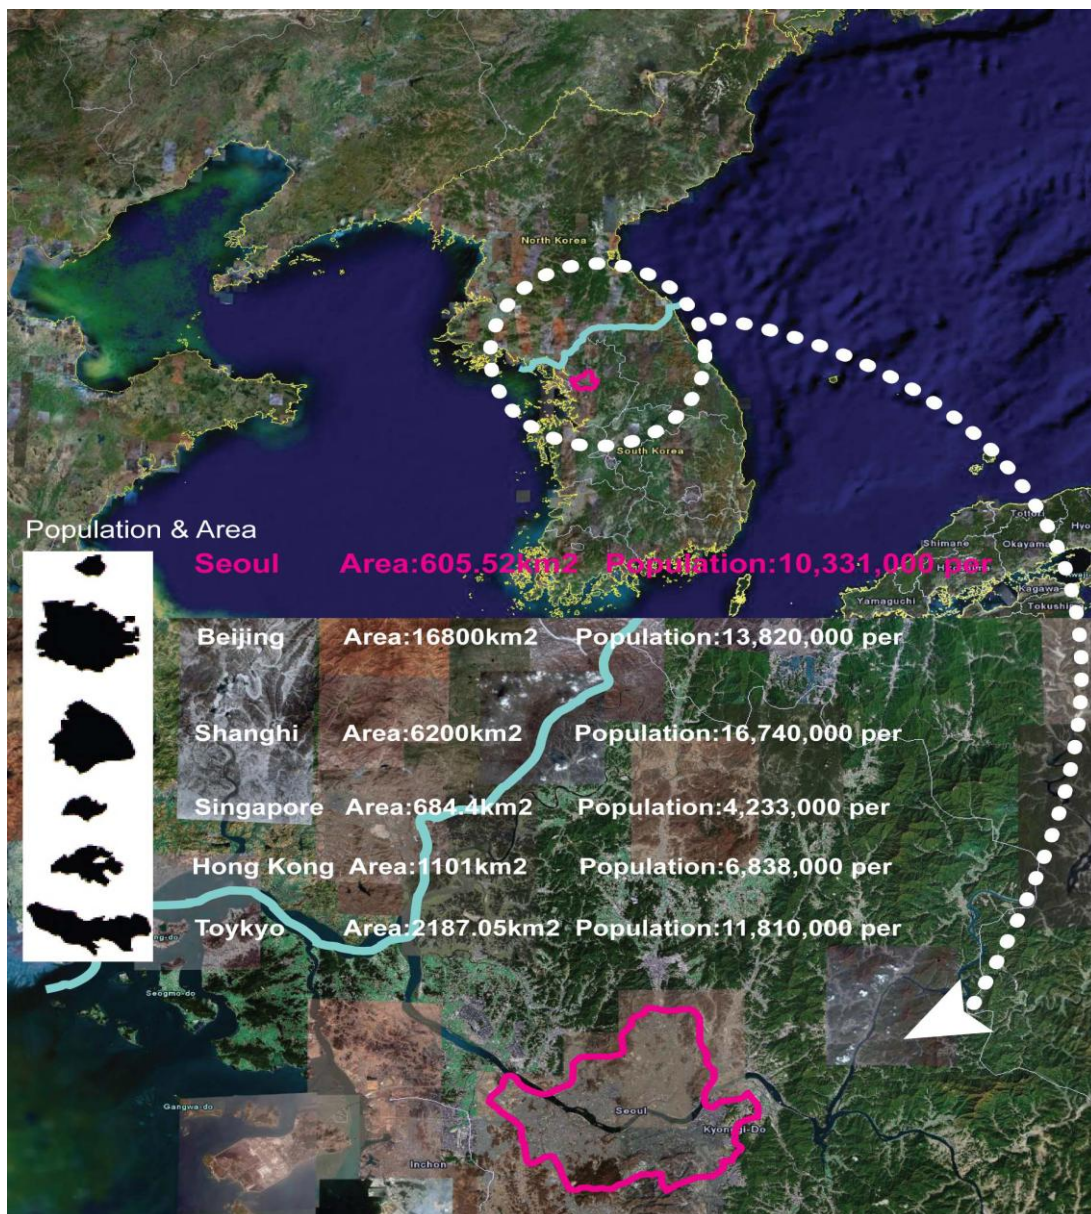 North Korea
South Korea
Tottori
Hyo
Shimane
Okayama
Kagawa
Yamaguchi
Tokushi
Population & Area
Seoul Area:605.52km2 Population:10,331,000 per
Beijing Area:16800km2 Population:13,820,000 per
Shanghi Area:6200km2 Population:16,740,000 per
Singapore Area:684.4km2 Population:4,233,000 per
Hong Kong Area:1101km2 Population:6,838,000 per
Toykyo Area:2187.05km2 Population:11,810,000 per
ng-do
Seogmo-do
Gangwa-do
Seoul
Inchon